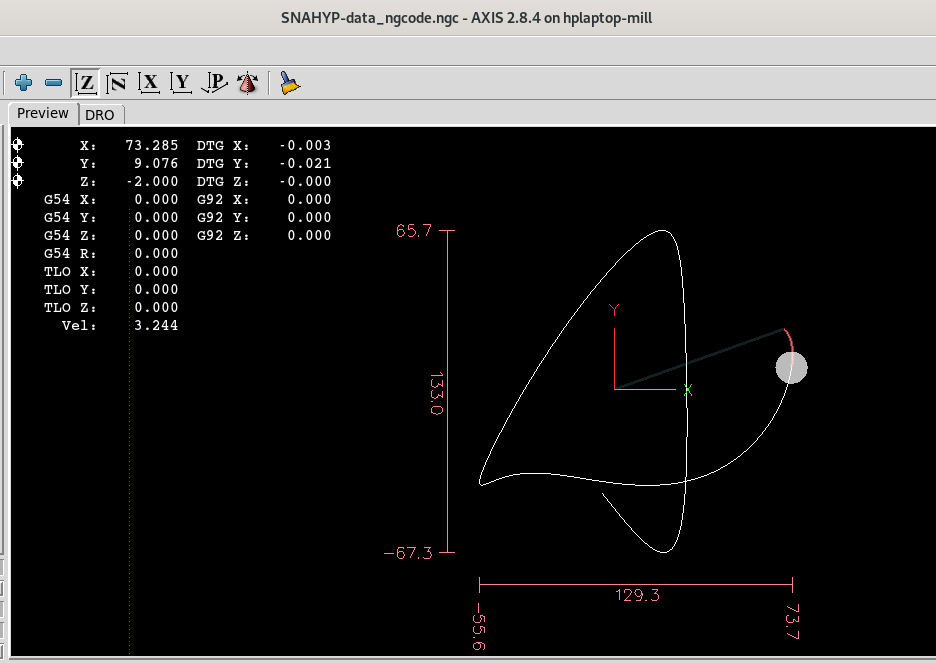 SNAHYP-data_ngcode.ngc - AXIS 2.8.4 on hplaptop-mill
Z N X Y P
Preview DRO
X: 73.285 DTG X: -0.003
Y: 9.076 DTG Y: -0.021
Z: -2.000 DTG Z: -0.000
G54 X: 0.000 G92 X: 0.000
G54 Y: 0.000 G92 Y: 0.000
G54 Z: 0.000 G92 Z: 0.000
G54 R: 0.000
TLO X: 0.000
TLO Y: 0.000
TLO Z: 0.000
Vel: 3.244
65.7
Y
133.0
X
-67.3
129.3
-55.6
73.7